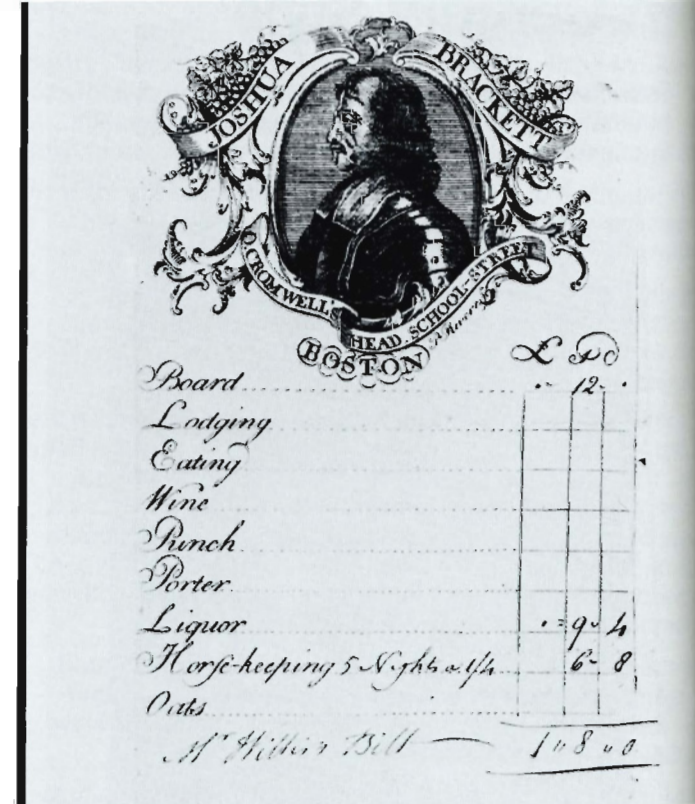 JOSHUA BRACKETT
O. CROMWELL'S HEAD SCHOOL-STREET
BOSTON
£ S D
Board 12
Lodging
Eating
Wine
Punch
Porter
Liquor 9 4
Horse-keeping 5 Nights a 1/4 6 8
Oats
Mr Bill 1 8 0